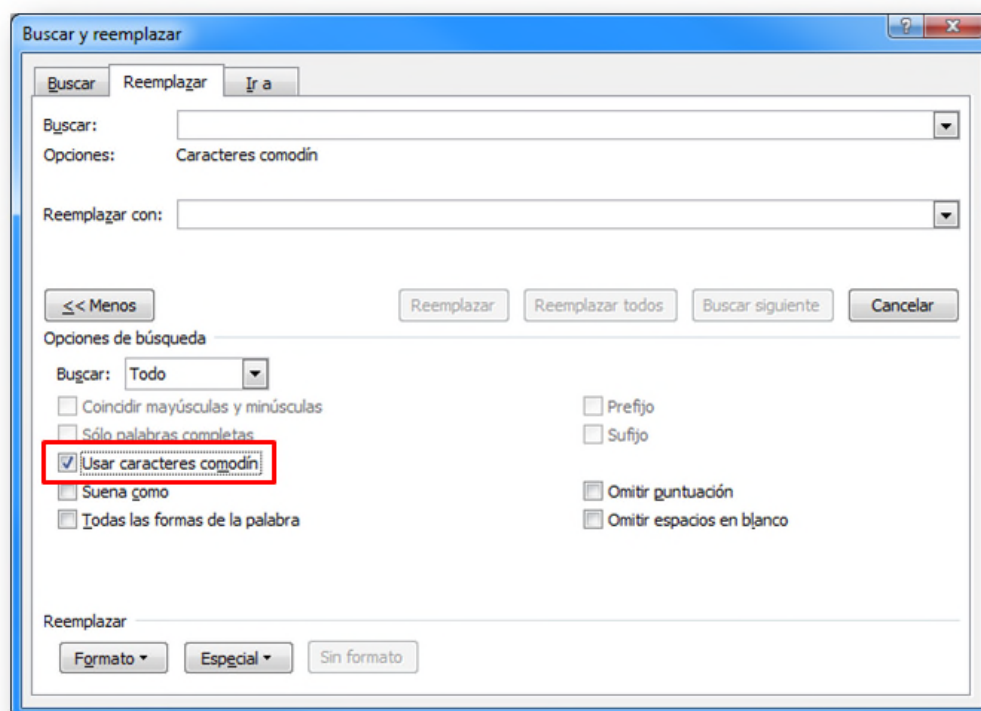 Buscar y reemplazar
Buscar Reemplazar Ir a
Buscar:
Opciones: Caracteres comodín
Reemplazar con:
<< Menos Reemplazar Reemplazar todos Buscar siguiente Cancelar
Opciones de búsqueda
Buscar: Todo
Coincidir mayúsculas y minúsculas Prefijo
Sólo palabras completas Sufijo
Usar caracteres comodín
Suena como Omitir puntuación
Todas las formas de la palabra Omitir espacios en blanco
Reemplazar
Formato Especial Sin formato